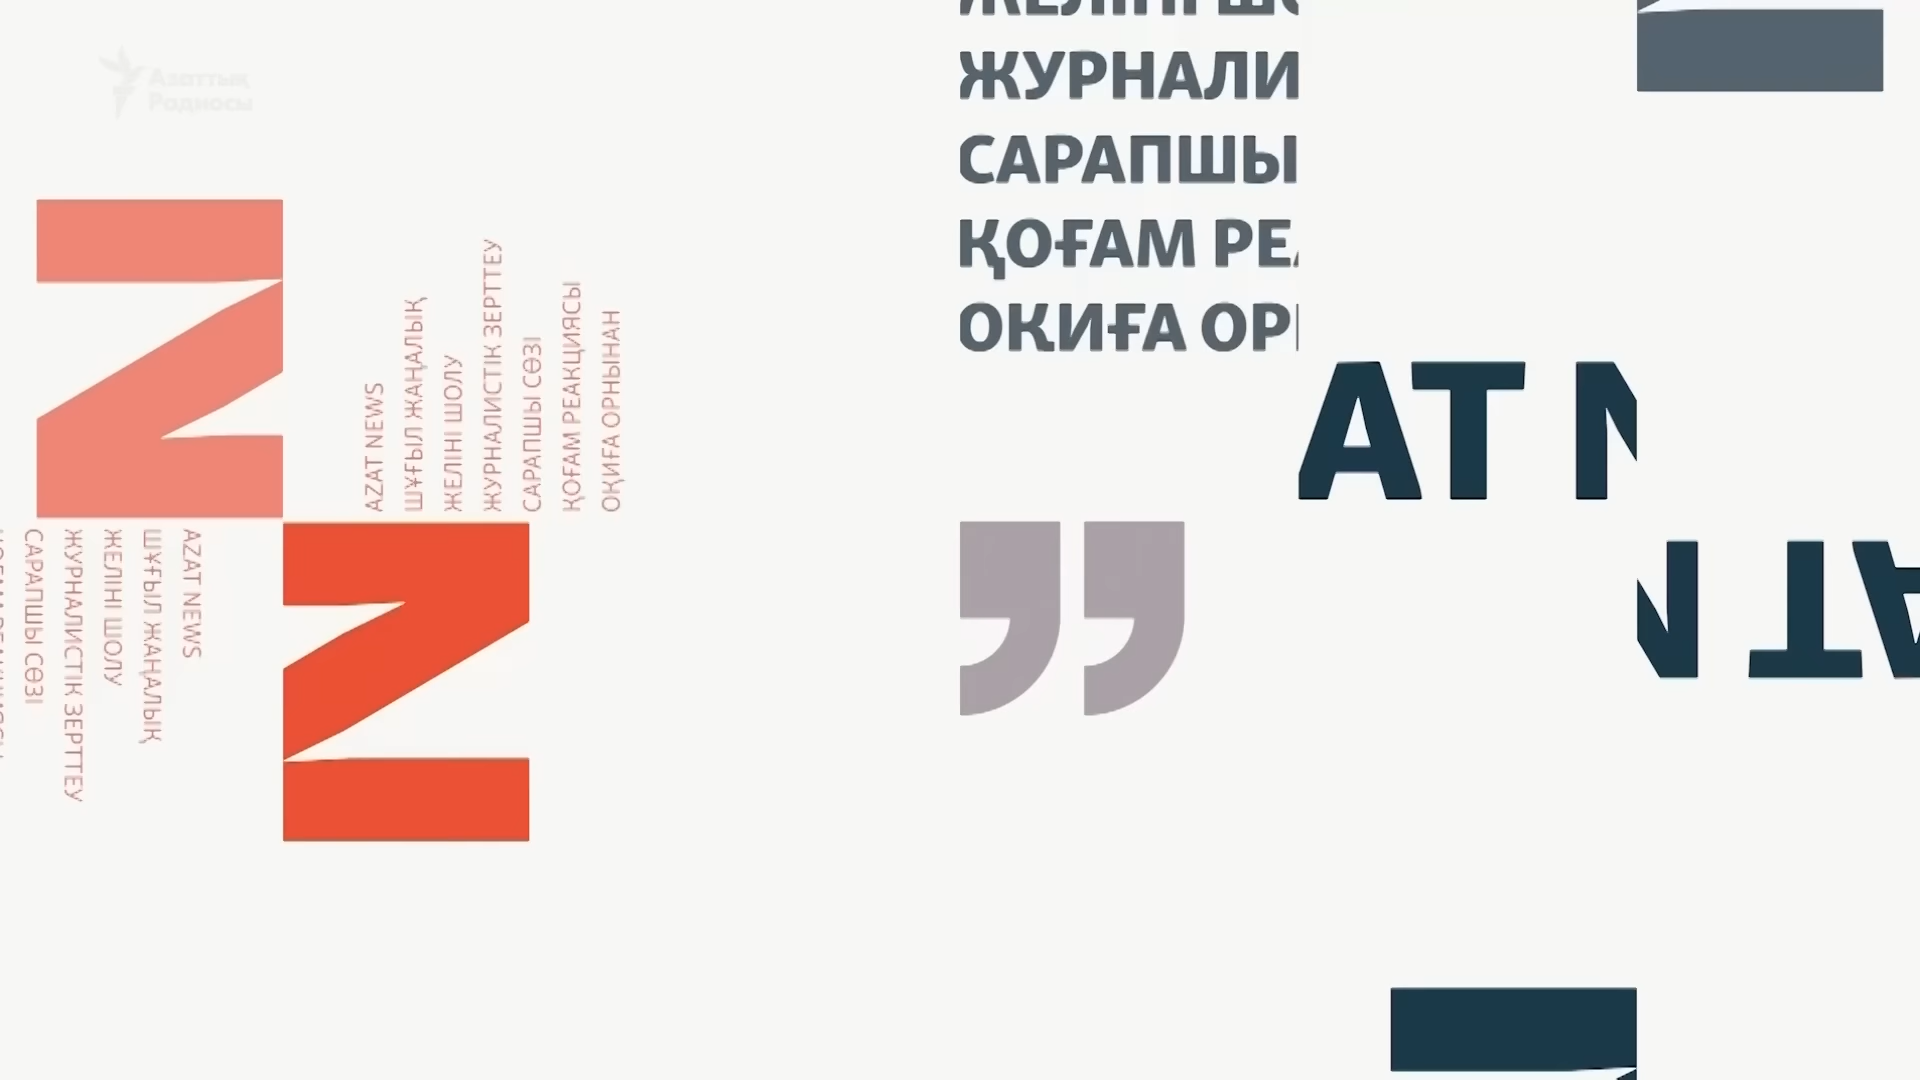 Азаттық
Радиосы
ЖУРНАЛИ
САРАПШЫ
ҚОҒАМ РЕ
ОҚИҒА ОР
AZAT NEWS
ШҰҒЫЛ ЖАҢАЛЫҚ
ЖЕЛІНІ ШОЛУ
ЖУРНАЛИСТІК ЗЕРТТЕУ
САРАПШЫ СӨЗІ
ҚОҒАМ РЕАКЦИЯСЫ
ОҚИҒА ОРНЫНАН
AT N
AZAT NEWS
ШҰҒЫЛ ЖАҢАЛЫҚ
ЖЕЛІНІ ШОЛУ
ЖУРНАЛИСТІК ЗЕРТТЕУ
САРАПШЫ СӨЗІ
N
N
AT N